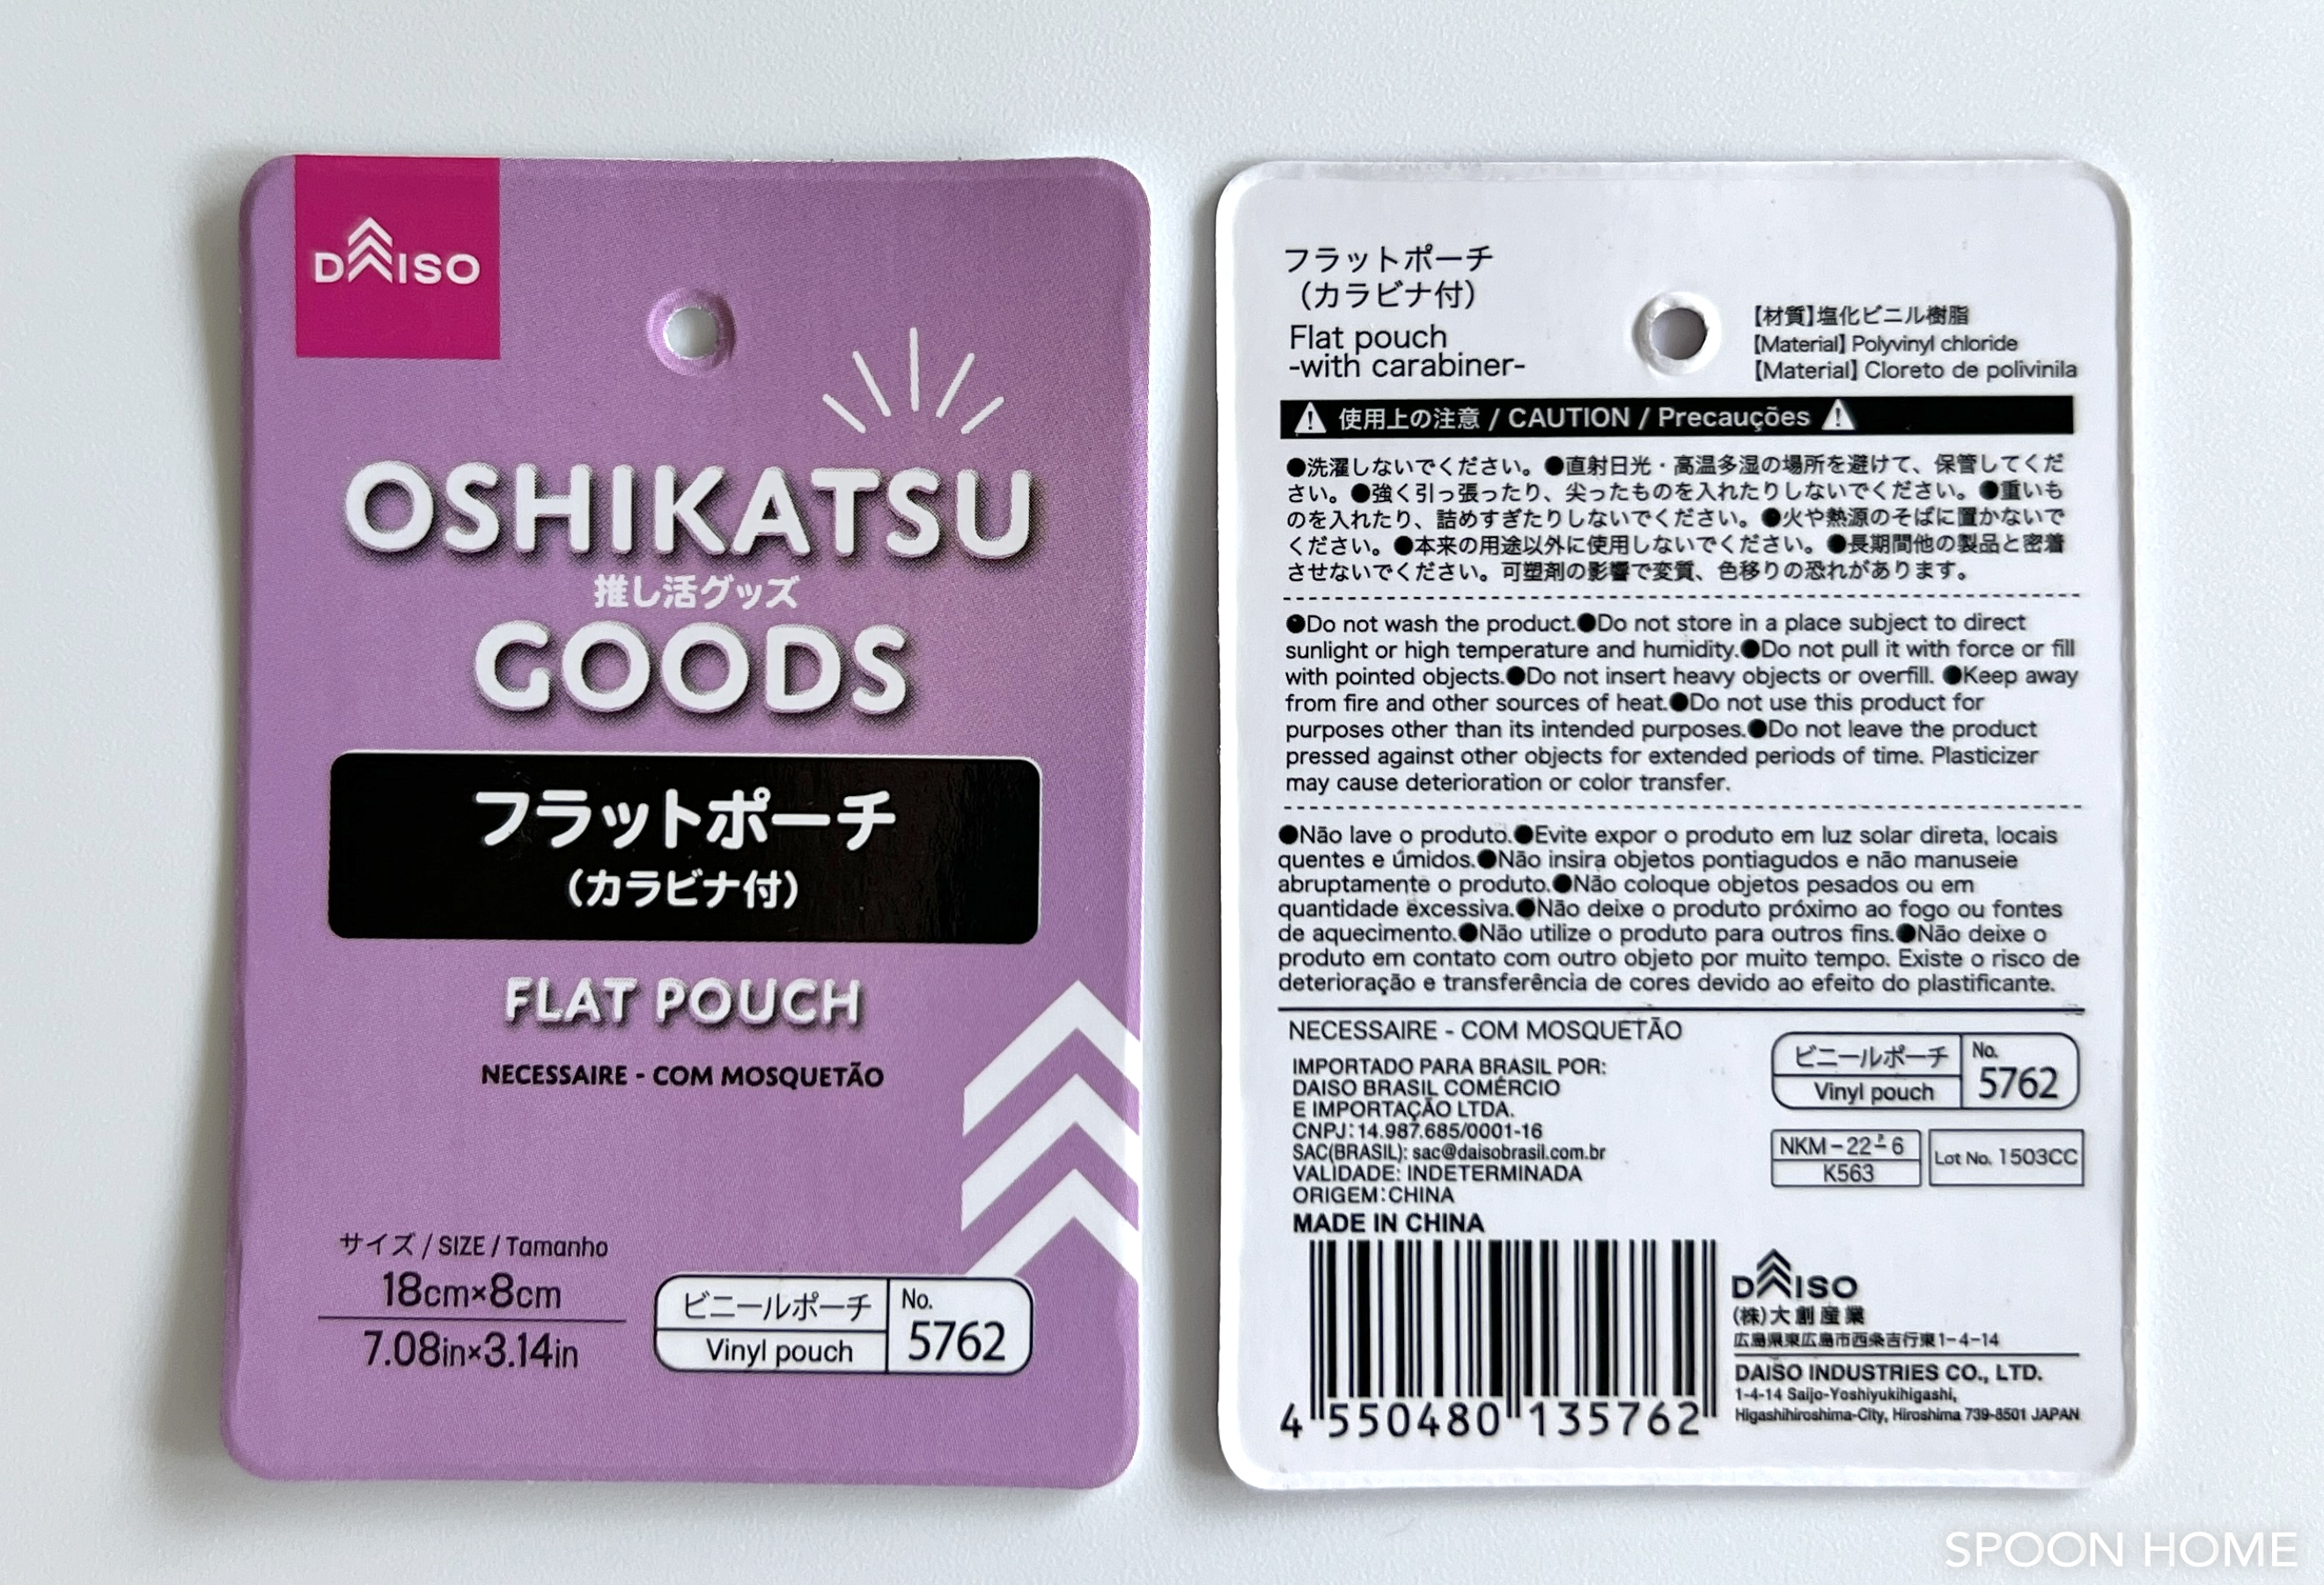 DAISO
OSHIKATSU
推し活グッズ
GOODS
フラットポーチ
(カラビナ付)
FLAT POUCH
NECESSAIRE - COM MOSQUETÃO
サイズ / SIZE / Tamanho
18cm×8cm
7.08in×3.14in
ビニールポーチ
Vinyl pouch
No.
5762
フラットポーチ
(カラビナ付)
Flat pouch
-with carabiner-
【材質】塩化ビニル樹脂
【Material】Polyvinyl chloride
【Material】Cloreto de polivinila
使用上の注意 / CAUTION / Precauções
●洗濯しないでください。●直射日光・高温多湿の場所を避けて、保管してくだ
さい。●強く引っ張ったり、尖ったものを入れたりしないでください。●重いも
のを入れたり、詰めすぎたりしないでください。●火や熱源のそばに置かないで
ください。●本来の用途以外に使用しないでください。●長期間他の製品と密着
させないでください。可塑剤の影響で変質、色移りの恐れがあります。
●Do not wash the product.●Do not store in a place subject to direct
sunlight or high temperature and humidity.●Do not pull it with force or fill
with pointed objects.●Do not insert heavy objects or overfill. ●Keep away
from fire and other sources of heat.●Do not use this product for
purposes other than its intended purposes.●Do not leave the product
pressed against other objects for extended periods of time. Plasticizer
may cause deterioration or color transfer.
●Não lave o produto.●Evite expor o produto em luz solar direta, locais
quentes e úmidos.●Não insira objetos pontiagudos e não manuseie
abruptamente o produto.●Não coloque objetos pesados ou em
quantidade excessiva.●Não deixe o produto próximo ao fogo ou fontes
de aquecimento.●Não utilize o produto para outros fins.●Não deixe o
produto em contato com outro objeto por muito tempo. Existe o risco de
deterioração e transferência de cores devido ao efeito do plastificante.
NECESSAIRE - COM MOSQUETÃO
IMPORTADO PARA BRASIL POR:
DAISO BRASIL COMÉRCIO
E IMPORTAÇÃO LTDA.
CNPJ:14.987.685/0001-16
SAC(BRASIL): sac@daisobrasil.com.br
VALIDADE: INDETERMINADA
ORIGEM:CHINA
MADE IN CHINA
ビニールポーチ
Vinyl pouch
No.
5762
NKM-22-6
K563
Lot No. 1503CC
4 550480 135762
DAISO
(株)大創産業
広島県東広島市西条吉行東1-4-14
DAISO INDUSTRIES CO., LTD.
1-4-14 Saijo-Yoshiyukihigashi,
Higashihiroshima-City, Hiroshima 739-8501 JAPAN
SPOON HOME